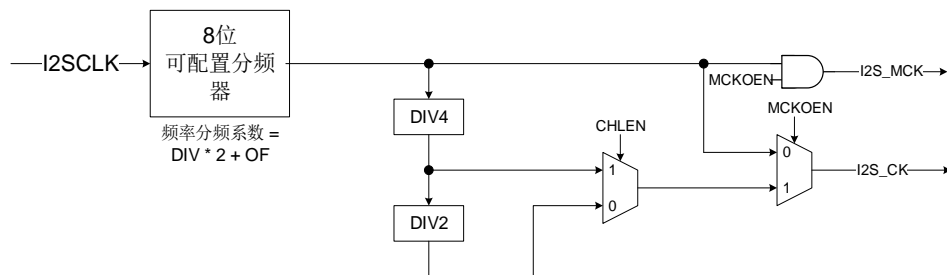 I2SCLK
8位
可配置分频
器
频率分频系数 =
DIV * 2 + OF
MCKOEN
I2S_MCK
DIV4
CHLEN
MCKOEN
0
1
I2S_CK
1
0
DIV2